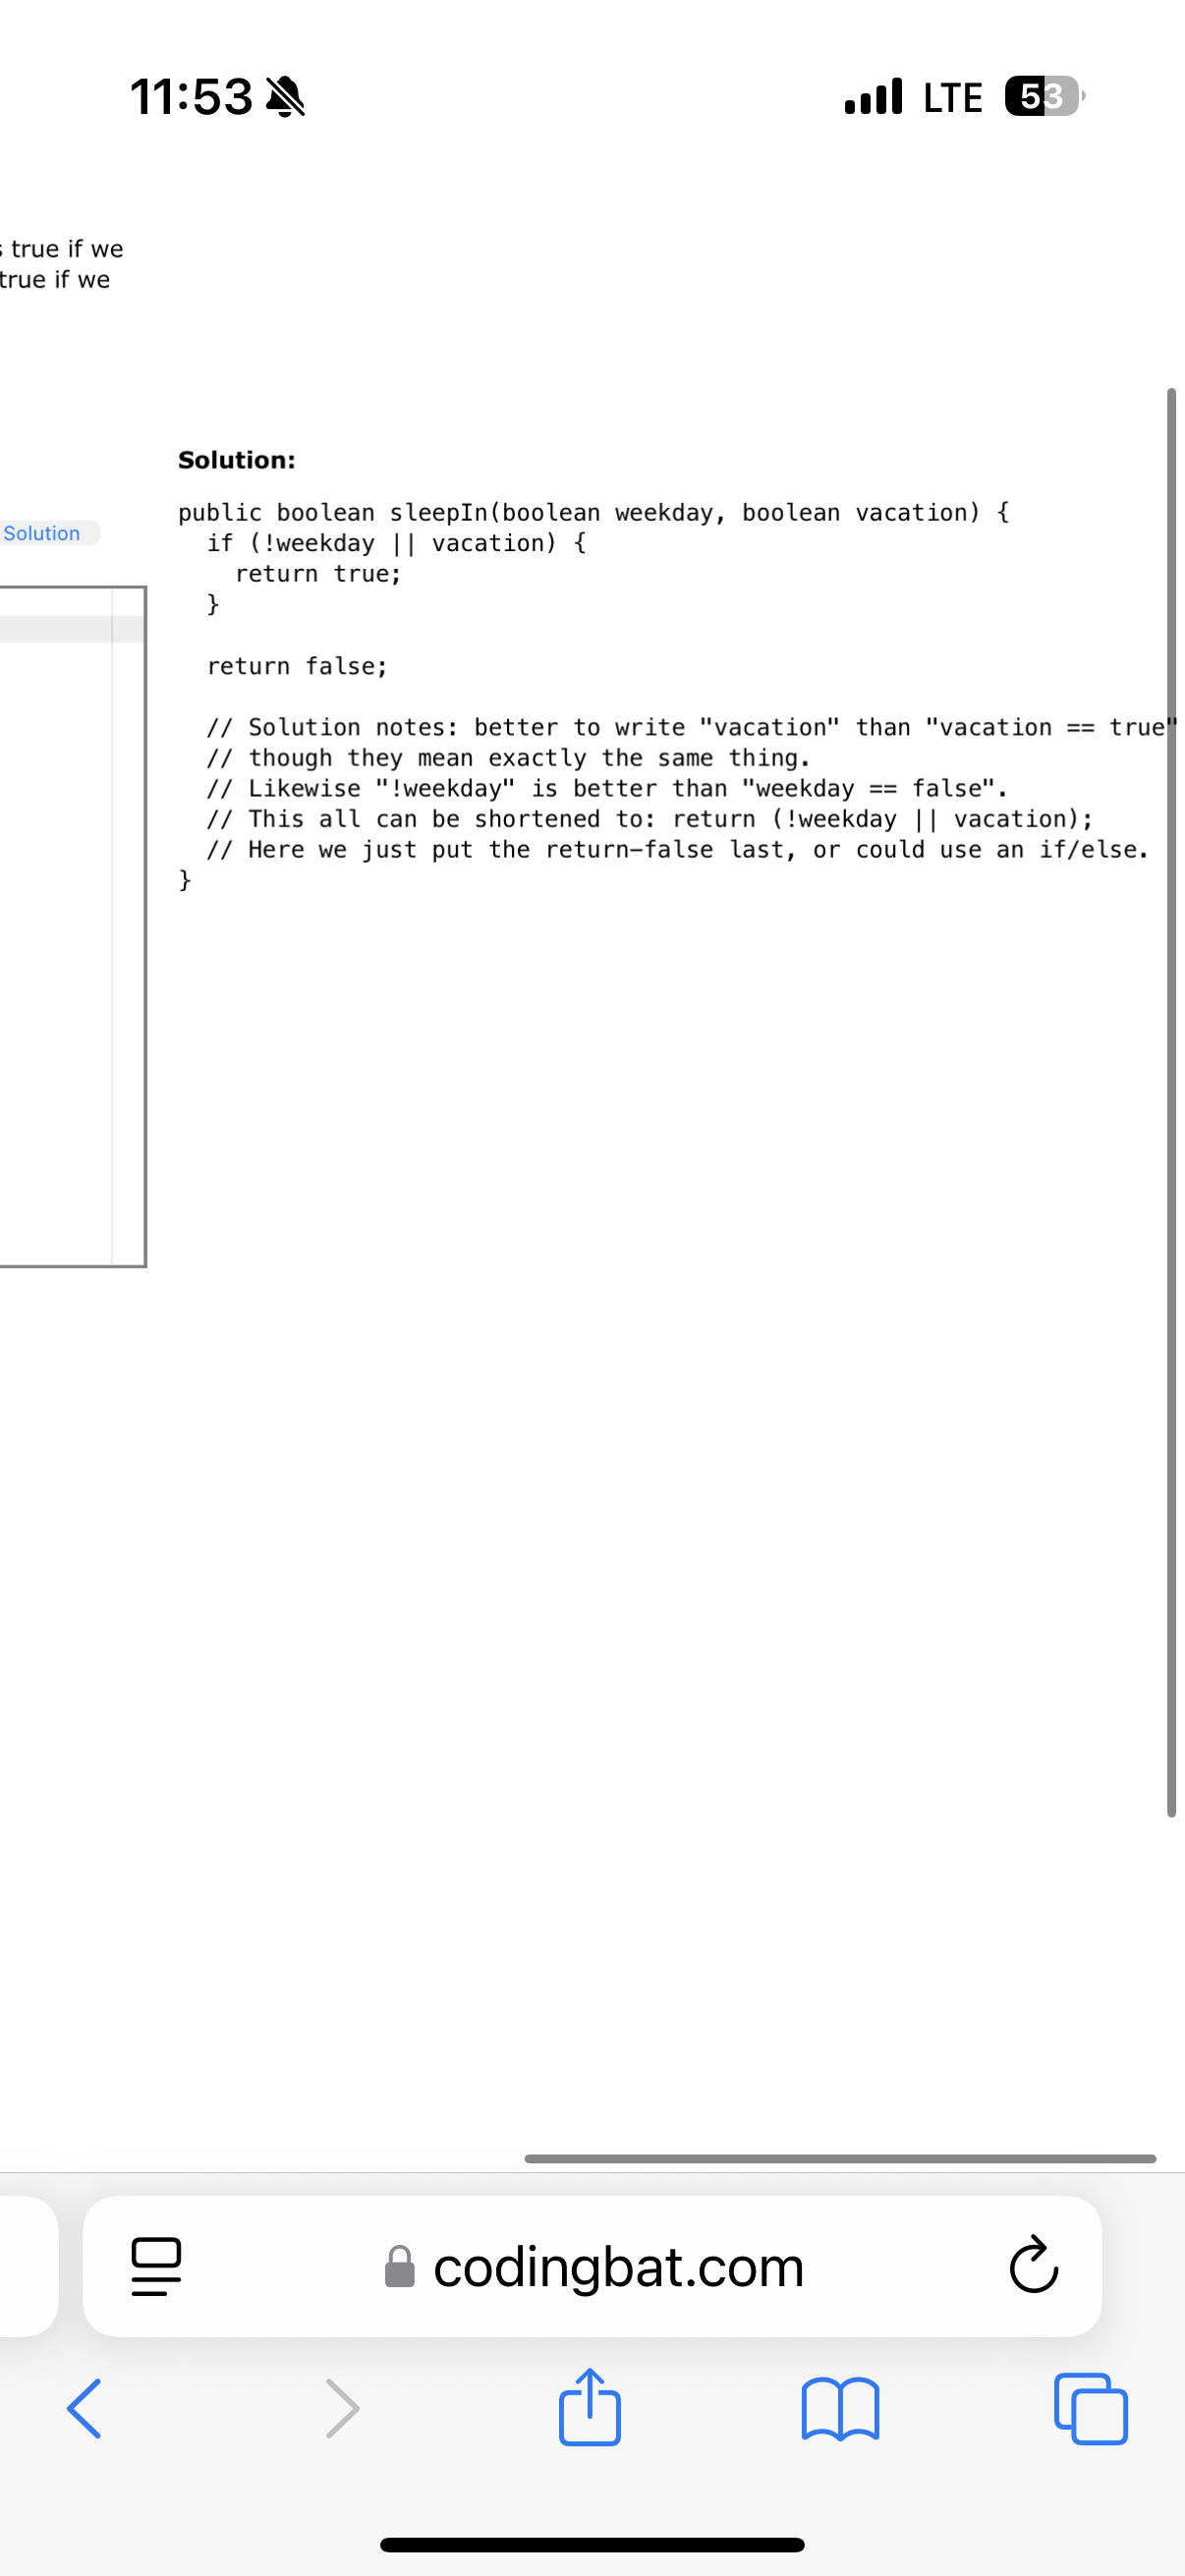 11:53 LTE 53
true if we
true if we
Solution:
Solution
public boolean sleepIn(boolean weekday, boolean vacation) {
  if (!weekday || vacation) {
    return true;
  }
  return false;
  // Solution notes: better to write "vacation" than "vacation == true"
  // though they mean exactly the same thing.
  // Likewise "!weekday" is better than "weekday == false".
  // This all can be shortened to: return (!weekday || vacation);
  // Here we just put the return-false last, or could use an if/else.
}
codingbat.com